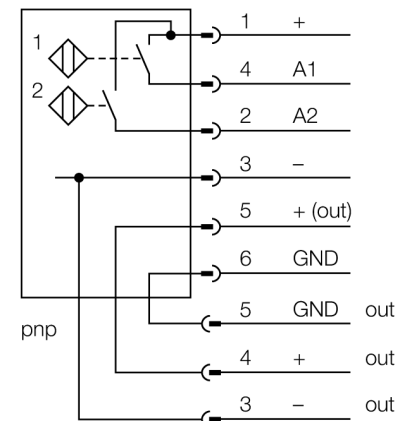 1 1 +
4 A1
2 2 A2
3 –
5 + (out)
6 GND
5 GND out
pnp
4 + out
3 – out